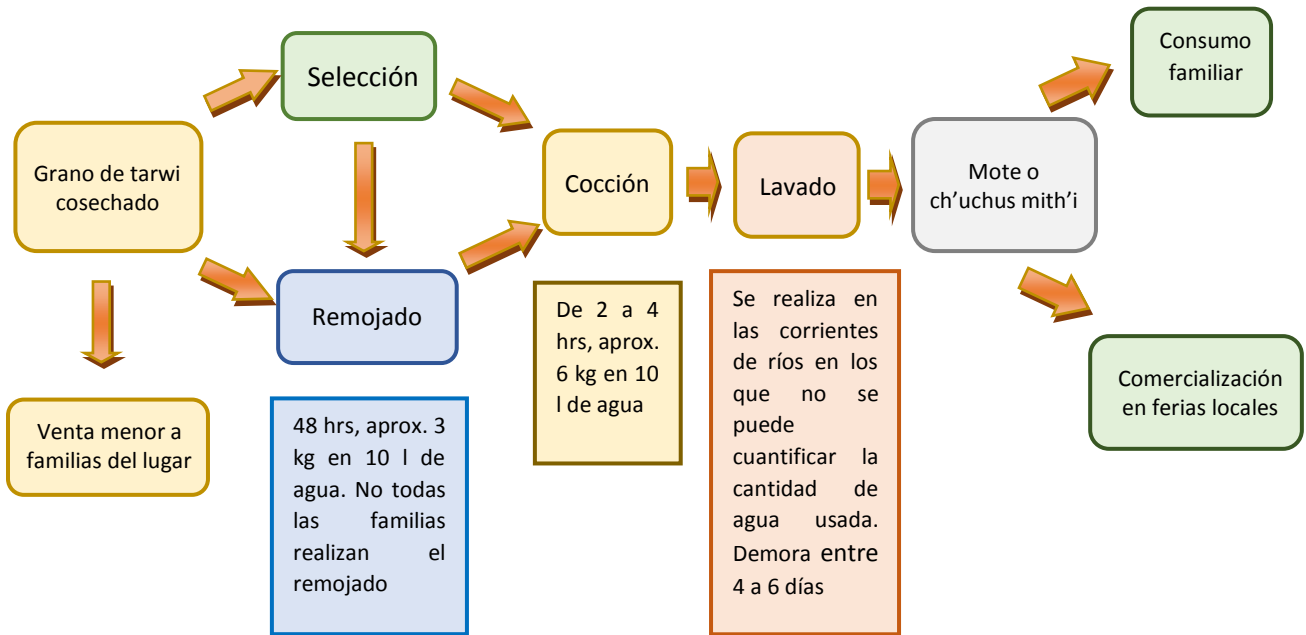 Grano de tarwi
cosechado
Venta menor a
familias del lugar
Selección
Remojado
48 hrs, aprox. 3
kg en 10 l de
agua. No todas
las familias
realizan el
remojado
Cocción
De 2 a 4
hrs, aprox.
6 kg en 10
l de agua
Lavado
Se realiza en
las corrientes
de ríos en los
que no se
puede
cuantificar la
cantidad de
agua usada.
Demora entre
4 a 6 días
Mote o
ch’uchus mith’i
Consumo
familiar
Comercialización
en ferias locales